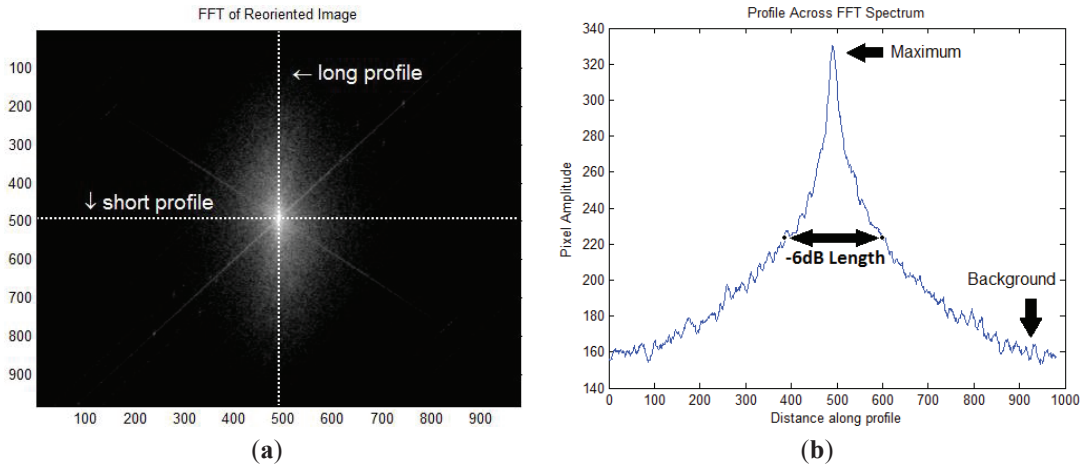 FFT of Reoriented Image
100
200
300
400
500
600
700
800
900
100 200 300 400 500 600 700 800 900
← long profile
↓ short profile
(a)
Profile Across FFT Spectrum
Pixel Amplitude
340
320
300
280
260
240
220
200
180
160
140
0 100 200 300 400 500 600 700 800 900 1000
Distance along profile
Maximum
-6dB Length
Background
(b)